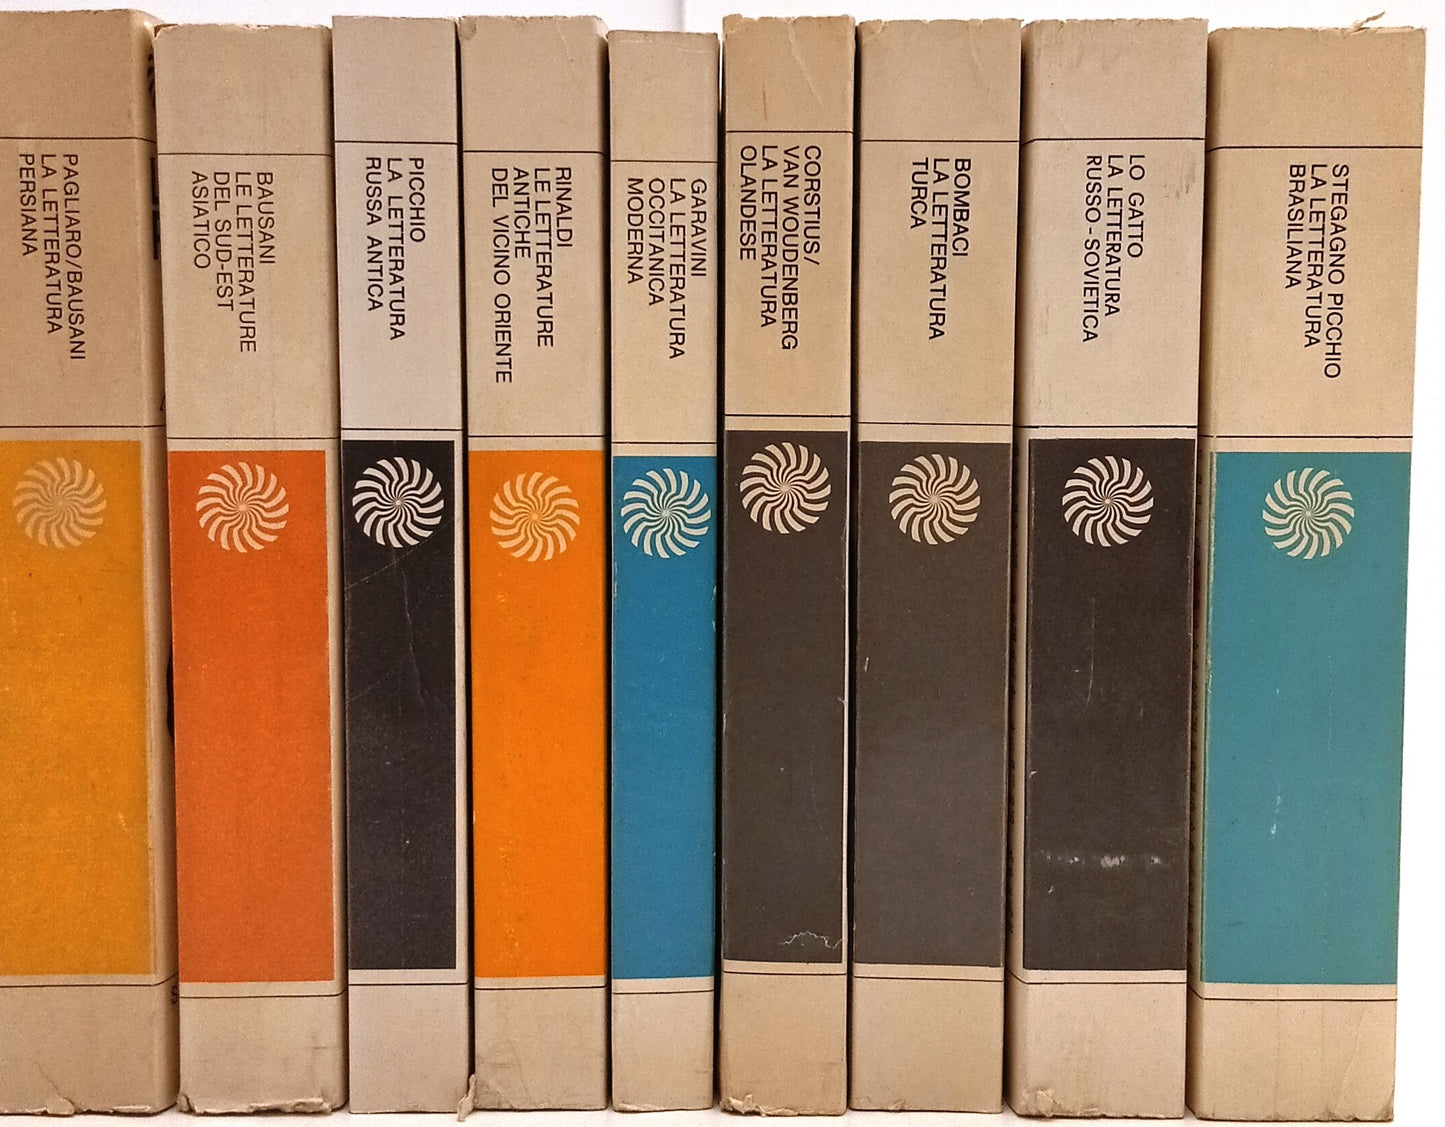 PAGLIARO/BAUSANI
LA LETTERATURA
PERSIANA
BAUSANI
LE LETTERATURE
DEL SUD-EST
ASIATICO
PICCHIO
LA LETTERATURA
RUSSA ANTICA
RINALDI
LE LETTERATURE
ANTICHE
DEL VICINO ORIENTE
GARAVINI
LA LETTERATURA
OCCITANICA
MODERNA
CORSTIUS/
VAN WOUDENBERG
LA LETTERATURA
OLANDESE
BOMBACI
LA LETTERATURA
TURCA
LO GATTO
LA LETTERATURA
RUSSO-SOVIETICA
STEGAGNO PICCHIO
LA LETTERATURA
BRASILIANA